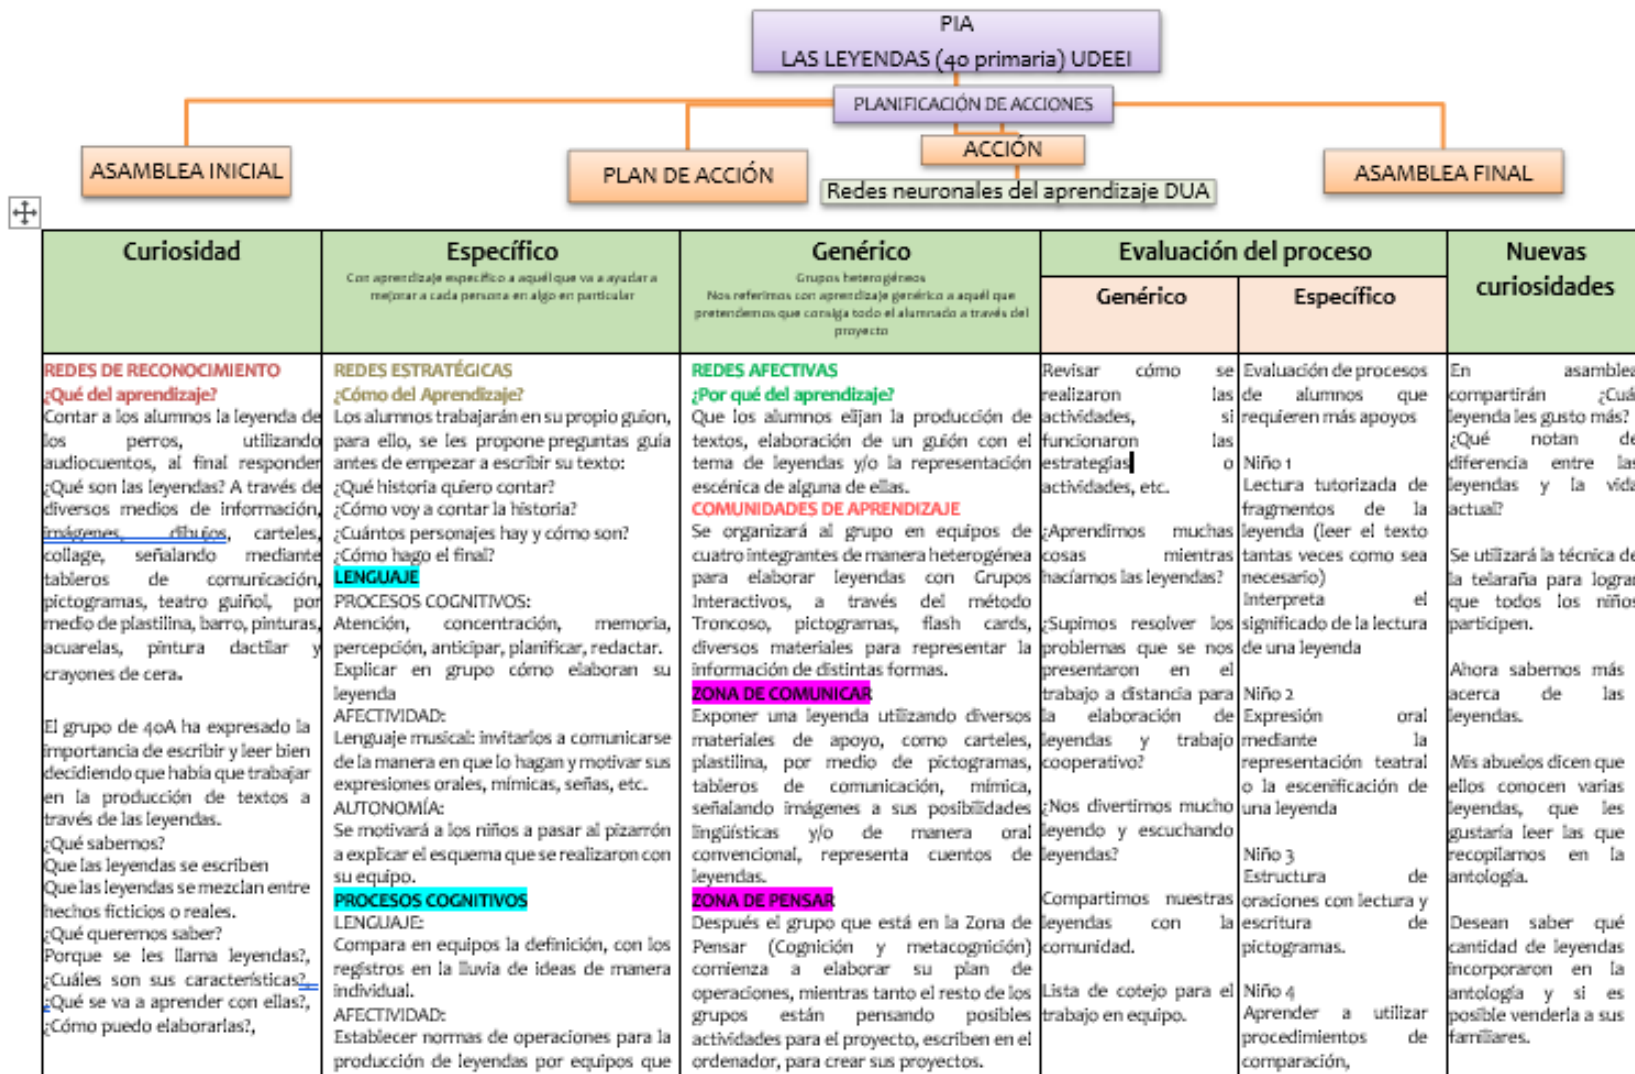 PIA
LAS LEYENDAS (4o primaria) UDEEI
PLANIFICACIÓN DE ACCIONES
ASAMBLEA INICIAL
PLAN DE ACCIÓN
ACCIÓN
Redes neuronales del aprendizaje DUA
ASAMBLEA FINAL
Curiosidad
Específico
Con aprendizaje específico a aquél que va a ayudar a
mejorar a cada persona en algo en particular
Genérico
Grupos heterogéneos
Nos referimos con aprendizaje genérico a aquél que
pretendemos que consiga todo el alumnado a través del
proyecto
Evaluación del proceso
Genérico
Específico
Nuevas
curiosidades
REDES DE RECONOCIMIENTO
¿Qué del aprendizaje?
Contar a los alumnos la leyenda de
los perros, utilizando
audiocuentos, al final responder
¿Qué son las leyendas? A través de
diversos medios de información,
imágenes, dibujos, carteles,
collage, señalando mediante
tableros de comunicación,
pictogramas, teatro guiñol, por
medio de plastilina, barro, pinturas,
acuarelas, pintura dactilar y
crayones de cera.
El grupo de 4oA ha expresado la
importancia de escribir y leer bien
decidiendo que había que trabajar
en la producción de textos a
través de las leyendas.
¿Qué sabemos?
Que las leyendas se escriben
Que las leyendas se mezclan entre
hechos ficticios o reales.
¿Qué queremos saber?
Porque se les llama leyendas?,
¿Cuáles son sus características?,
¿Qué se va a aprender con ellas?,
¿Cómo puedo elaborarlas?,
REDES ESTRATÉGICAS
¿Cómo del Aprendizaje?
Los alumnos trabajarán en su propio guion,
para ello, se les propone preguntas guía
antes de empezar a escribir su texto:
¿Qué historia quiero contar?
¿Cómo voy a contar la historia?
¿Cuántos personajes hay y cómo son?
¿Cómo hago el final?
LENGUAJE
PROCESOS COGNITIVOS:
Atención, concentración, memoria,
percepción, anticipar, planificar, redactar.
Explicar en grupo cómo elaboran su
leyenda
AFECTIVIDAD:
Lenguaje musical: invitarlos a comunicarse
de la manera en que lo hagan y motivar sus
expresiones orales, mímicas, señas, etc.
AUTONOMÍA:
Se motivará a los niños a pasar al pizarrón
a explicar el esquema que se realizaron con
su equipo.
PROCESOS COGNITIVOS
LENGUAJE:
Compara en equipos la definición, con los
registros en la lluvia de ideas de manera
individual.
AFECTIVIDAD:
Establecer normas de operaciones para la
producción de leyendas por equipos que
REDES AFECTIVAS
¿Por qué del aprendizaje?
Que los alumnos elijan la producción de
textos, elaboración de un guión con el
tema de leyendas y/o la representación
escénica de alguna de ellas.
COMUNIDADES DE APRENDIZAJE
Se organizará al grupo en equipos de
cuatro integrantes de manera heterogénea
para elaborar leyendas con Grupos
Interactivos, a través del método
Troncoso, pictogramas, flash cards,
diversos materiales para representar la
información de distintas formas.
ZONA DE COMUNICAR
Exponer una leyenda utilizando diversos
materiales de apoyo, como carteles,
plastilina, por medio de pictogramas,
tableros de comunicación, mímica,
señalando imágenes a sus posibilidades
lingüísticas y/o de manera oral
convencional, representa cuentos de
leyendas.
ZONA DE PENSAR
Después el grupo que está en la Zona de
Pensar (Cognición y metacognición)
comienza a elaborar su plan de
operaciones, mientras tanto el resto de los
grupos están pensando posibles
actividades para el proyecto, escriben en el
ordenador, para crear sus proyectos.
Revisar cómo se
realizaron las
actividades, si
funcionaron las
estrategias o
actividades, etc.
¿Aprendimos muchas
cosas mientras
hacíamos las leyendas?
¿Supimos resolver los
problemas que se nos
presentaron en el
trabajo a distancia para
la elaboración de
leyendas y trabajo
cooperativo?
¿Nos divertimos mucho
leyendo y escuchando
leyendas?
Compartimos nuestras
leyendas con la
comunidad.
Lista de cotejo para el
trabajo en equipo.
Evaluación de procesos
de alumnos que
requieren más apoyos
Niño 1
Lectura tutorizada de
fragmentos de la
leyenda (leer el texto
tantas veces como sea
necesario)
Interpreta el
significado de la lectura
de una leyenda
Niño 2
Expresión oral
mediante la
representación teatral
o la escenificación de
una leyenda
Niño 3
Estructura de
oraciones con lectura y
escritura de
pictogramas.
Niño 4
Aprender a utilizar
procedimientos de
comparación,
En asamblea
compartirán ¿Cuál
leyenda les gusto más?
¿Qué notan de
diferencia entre las
leyendas y la vida
actual?
Se utilizará la técnica de
la telaraña para lograr
que todos los niños
participen.
Ahora sabemos más
acerca de las
leyendas.
Mis abuelos dicen que
ellos conocen varias
leyendas, que les
gustaría leer las que
recopilamos en la
antología.
Desean saber qué
cantidad de leyendas
incorporaron en la
antología y si es
posible venderla a sus
familiares.